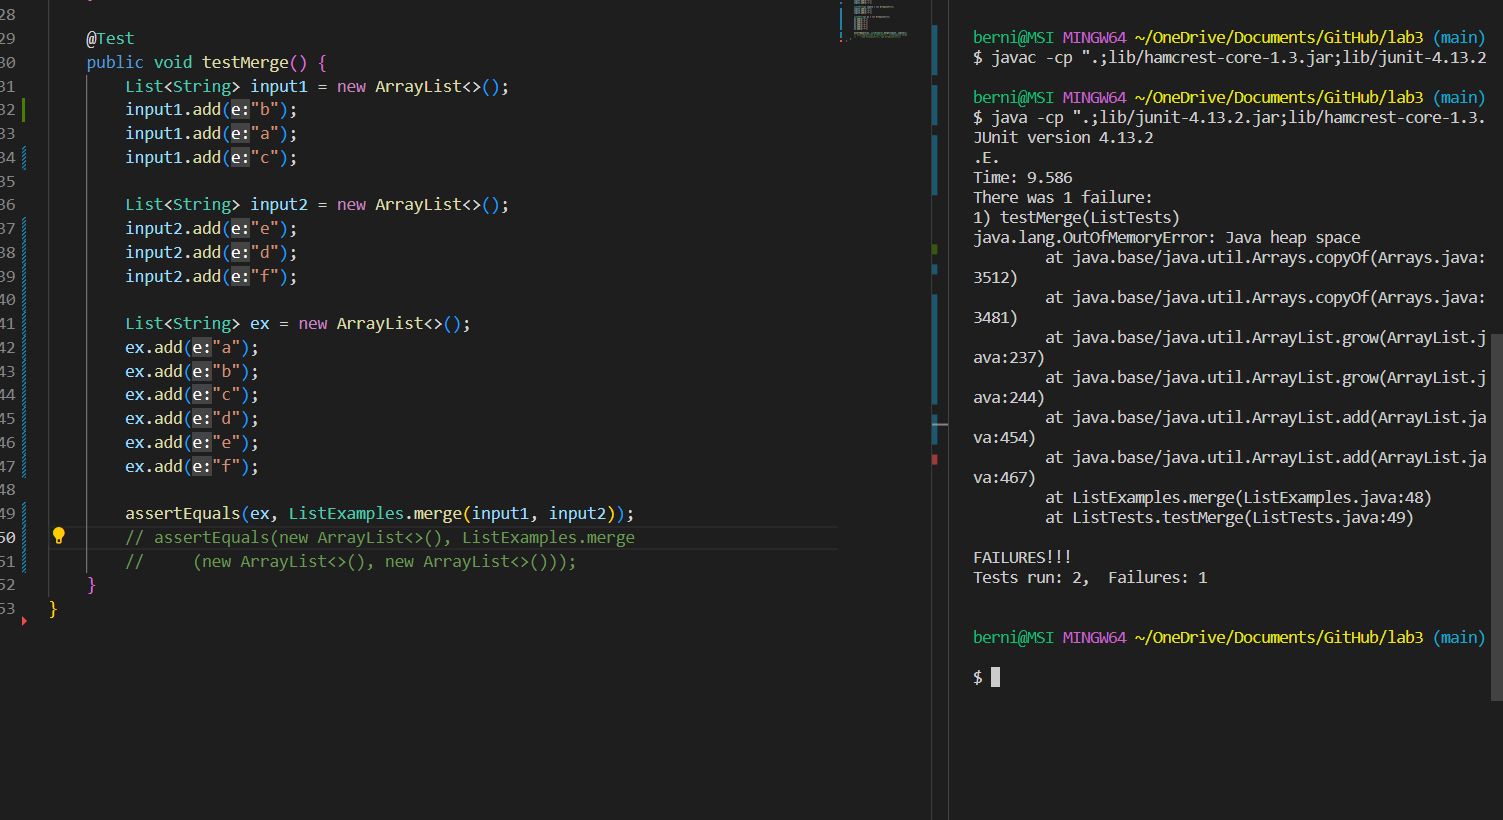 28
29 @Test
30 public void testMerge() {
31 List<String> input1 = new ArrayList<>();
32 input1.add(e:"b");
33 input1.add(e:"a");
34 input1.add(e:"c");
35
36 List<String> input2 = new ArrayList<>();
37 input2.add(e:"e");
38 input2.add(e:"d");
39 input2.add(e:"f");
40
41 List<String> ex = new ArrayList<>();
42 ex.add(e:"a");
43 ex.add(e:"b");
44 ex.add(e:"c");
45 ex.add(e:"d");
46 ex.add(e:"e");
47 ex.add(e:"f");
48
49 assertEquals(ex, ListExamples.merge(input1, input2));
50 // assertEquals(new ArrayList<>(), ListExamples.merge
51 //     (new ArrayList<>(), new ArrayList<>()));
52 }
53 }
berni@MSI MINGW64 ~/OneDrive/Documents/GitHub/lab3 (main)
$ javac -cp ".;lib/hamcrest-core-1.3.jar;lib/junit-4.13.2
berni@MSI MINGW64 ~/OneDrive/Documents/GitHub/lab3 (main)
$ java -cp ".;lib/junit-4.13.2.jar;lib/hamcrest-core-1.3.
JUnit version 4.13.2
.E.
Time: 9.586
There was 1 failure:
1) testMerge(ListTests)
java.lang.OutOfMemoryError: Java heap space
at java.base/java.util.Arrays.copyOf(Arrays.java:
3512)
at java.base/java.util.Arrays.copyOf(Arrays.java:
3481)
at java.base/java.util.ArrayList.grow(ArrayList.j
ava:237)
at java.base/java.util.ArrayList.grow(ArrayList.j
ava:244)
at java.base/java.util.ArrayList.add(ArrayList.ja
va:454)
at java.base/java.util.ArrayList.add(ArrayList.ja
va:467)
at ListExamples.merge(ListExamples.java:48)
at ListTests.testMerge(ListTests.java:49)
FAILURES!!!
Tests run: 2,  Failures: 1
berni@MSI MINGW64 ~/OneDrive/Documents/GitHub/lab3 (main)
$